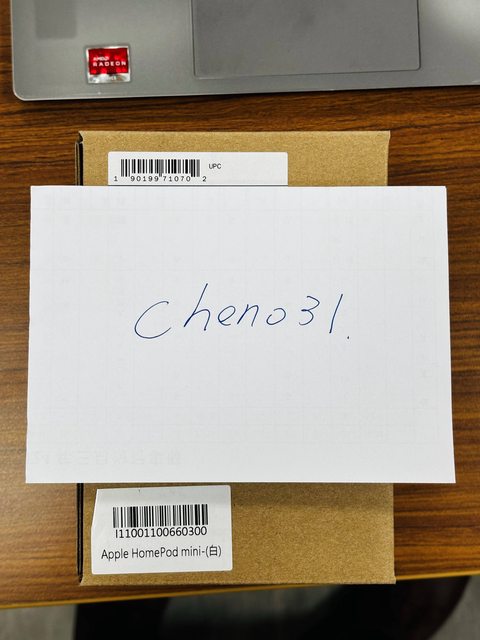 AMD
RADEON
UPC
1 90199 71070 2
Cheno31.
I11001100660300
Apple HomePod mini-(白)